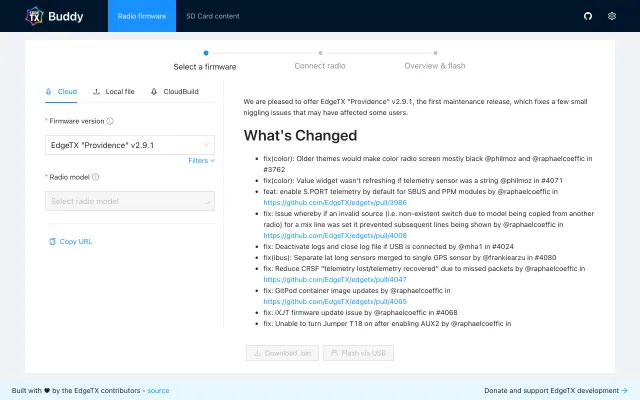 EDGE TX Buddy Radio firmware SD Card content
Select a firmware Connect radio Overview & flash
Cloud Local file CloudBuild
* Firmware version
EdgeTX "Providence" v2.9.1
Filters
* Radio model
Select radio model
Copy URL
We are pleased to offer EdgeTX "Providence" v2.9.1, the first maintenance release, which fixes a few small
niggling issues that may have affected some users.
What's Changed
• fix(color): Older themes would make color radio screen mostly black @philmoz and @raphaelcoeffic in
#3762
• fix(color): Value widget wasn't refreshing if telemetry sensor was a string @philmoz in #4071
• feat: enable S.PORT telemetry by default for SBUS and PPM modules by @raphaelcoeffic in
https://github.com/EdgeTX/edgetx/pull/3986
• fix: Issue whereby if an invalid source (i.e. non-existent switch due to model being copied from another
radio) for a mix line was set it prevented subsequent lines being shown by @raphaelcoeffic in
https://github.com/EdgeTX/edgetx/pull/4008
• fix: Deactivate logs and close log file if USB is connected by @mha1 in #4024
• fix(ibus): Separate lat long sensors merged to single GPS sensor by @frankiearzu in #4080
• fix: Reduce CRSF "telemetry lost/telemetry recovered" due to missed packets by @raphaelcoeffic in
https://github.com/EdgeTX/edgetx/pull/4047
• fix: GitPod container image updates by @raphaelcoeffic in
https://github.com/EdgeTX/edgetx/pull/4065
• fix: iXJT firmware update issue by @raphaelcoeffic in #4068
• fix: Unable to turn Jumper T18 on after enabling AUX2 by @raphaelcoeffic in
Download .bin Flash via USB
Built with ♥ by the EdgeTX contributors - source Donate and support EdgeTX development →